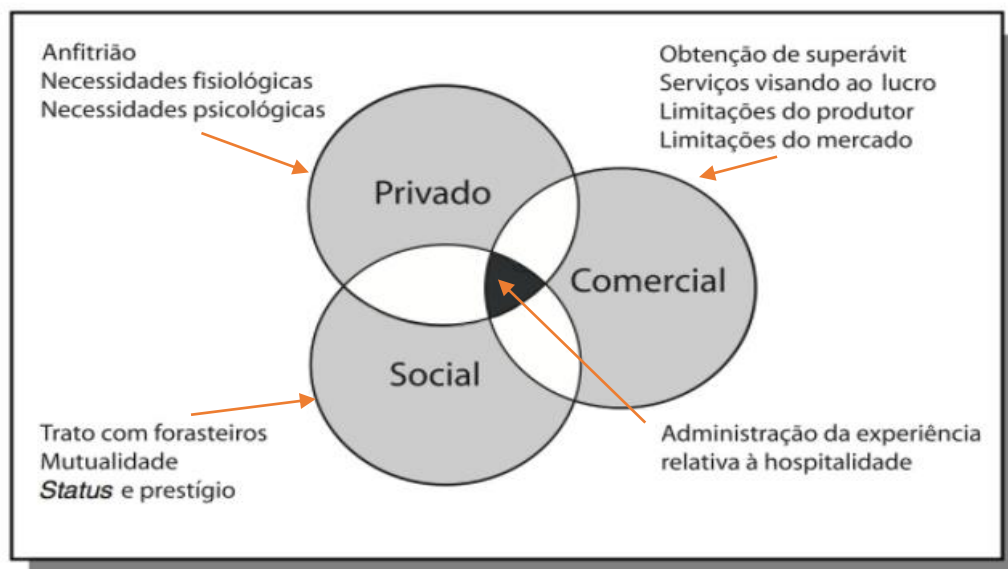 Anfitrião
Necessidades fisiológicas
Necessidades psicológicas
Obtenção de superávit
Serviços visando ao lucro
Limitações do produtor
Limitações do mercado
Privado
Comercial
Social
Trato com forasteiros
Mutualidade
Status e prestígio
Administração da experiência
relativa à hospitalidade